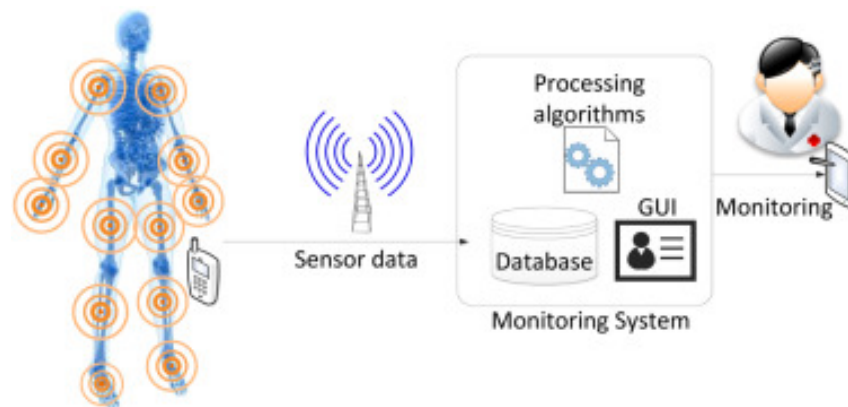 Processing
algorithms
GUI
Monitoring
Sensor data
Database
Monitoring System